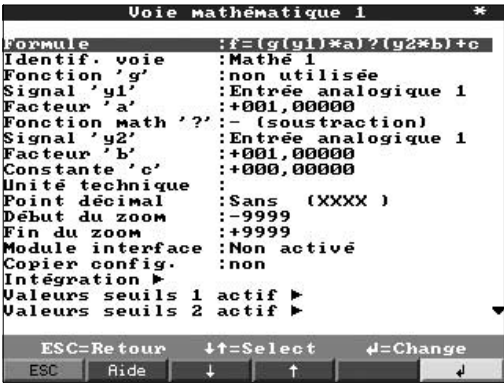 Voie mathématique 1 *
Formule :f=(g(y1)*a)?(y2*b)+c
Identif. voie :Mathé 1
Fonction 'g' :non utilisée
Signal 'y1' :Entrée analogique 1
Facteur 'a' :+001,00000
Fonction math '?':- (soustraction)
Signal 'y2' :Entrée analogique 1
Facteur 'b' :+001,00000
Constante 'c' :+000,00000
Unité technique :
Point décimal :Sans (XXXX )
Début du zoom :-9999
Fin du zoom :+9999
Module interface :Non activé
Copier config. :non
Intégration ►
Valeurs seuils 1 actif ►
Valeurs seuils 2 actif ►
ESC=Retour ↓↑=Select ↲=Change
ESC Aide ↓ ↑ ↲